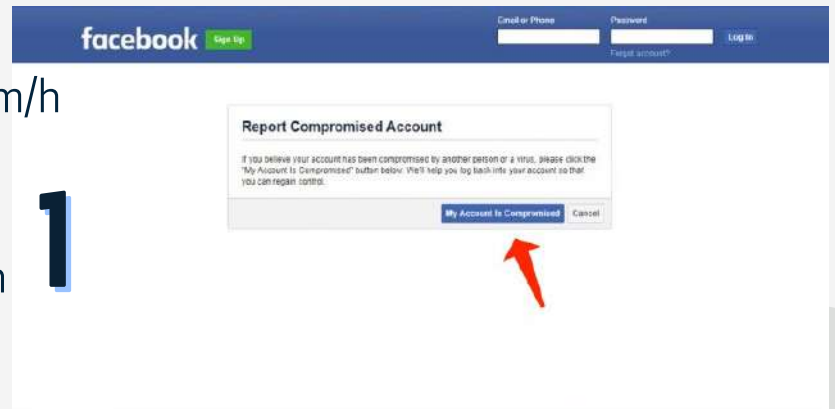 Email or Phone Password
facebook Sign Up Log In
Forgot account?
m/h
Report Compromised Account
If you believe your account has been compromised by another person or a virus, please click the
"My Account Is Compromised" button below. We'll help you log back into your account so that
you can regain control.
1
My Account Is Compromised Cancel